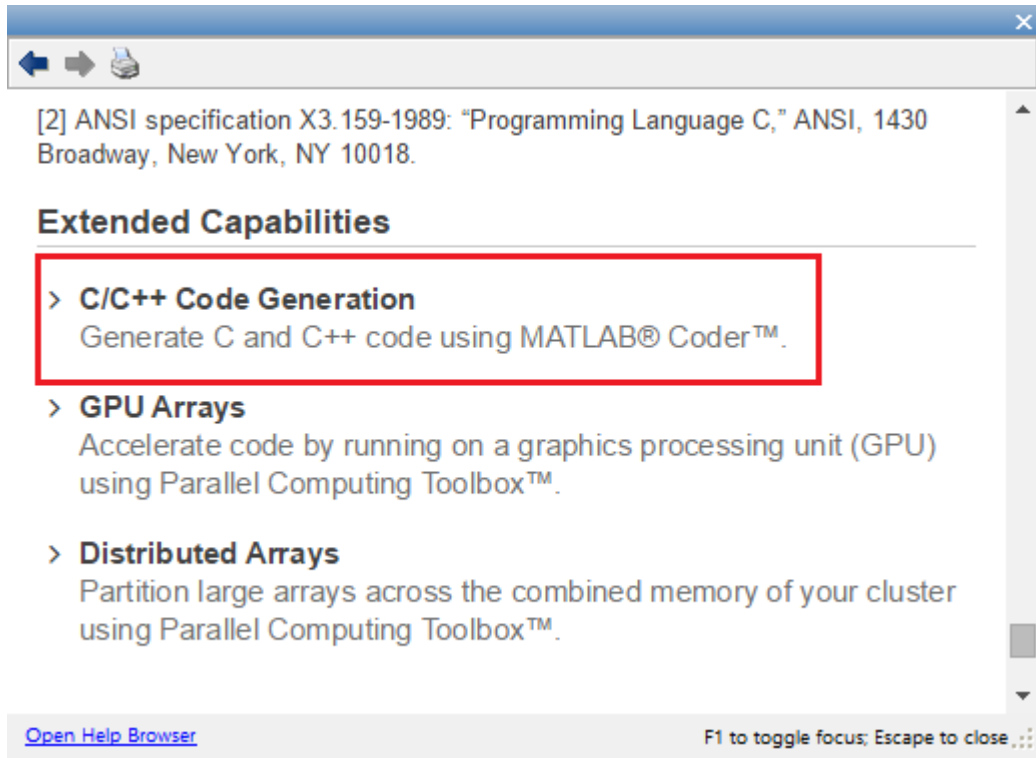 [2] ANSI specification X3.159-1989: “Programming Language C,” ANSI, 1430
Broadway, New York, NY 10018.
Extended Capabilities
> C/C++ Code Generation
Generate C and C++ code using MATLAB® Coder™.
> GPU Arrays
Accelerate code by running on a graphics processing unit (GPU)
using Parallel Computing Toolbox™.
> Distributed Arrays
Partition large arrays across the combined memory of your cluster
using Parallel Computing Toolbox™.
Open Help Browser F1 to toggle focus; Escape to close